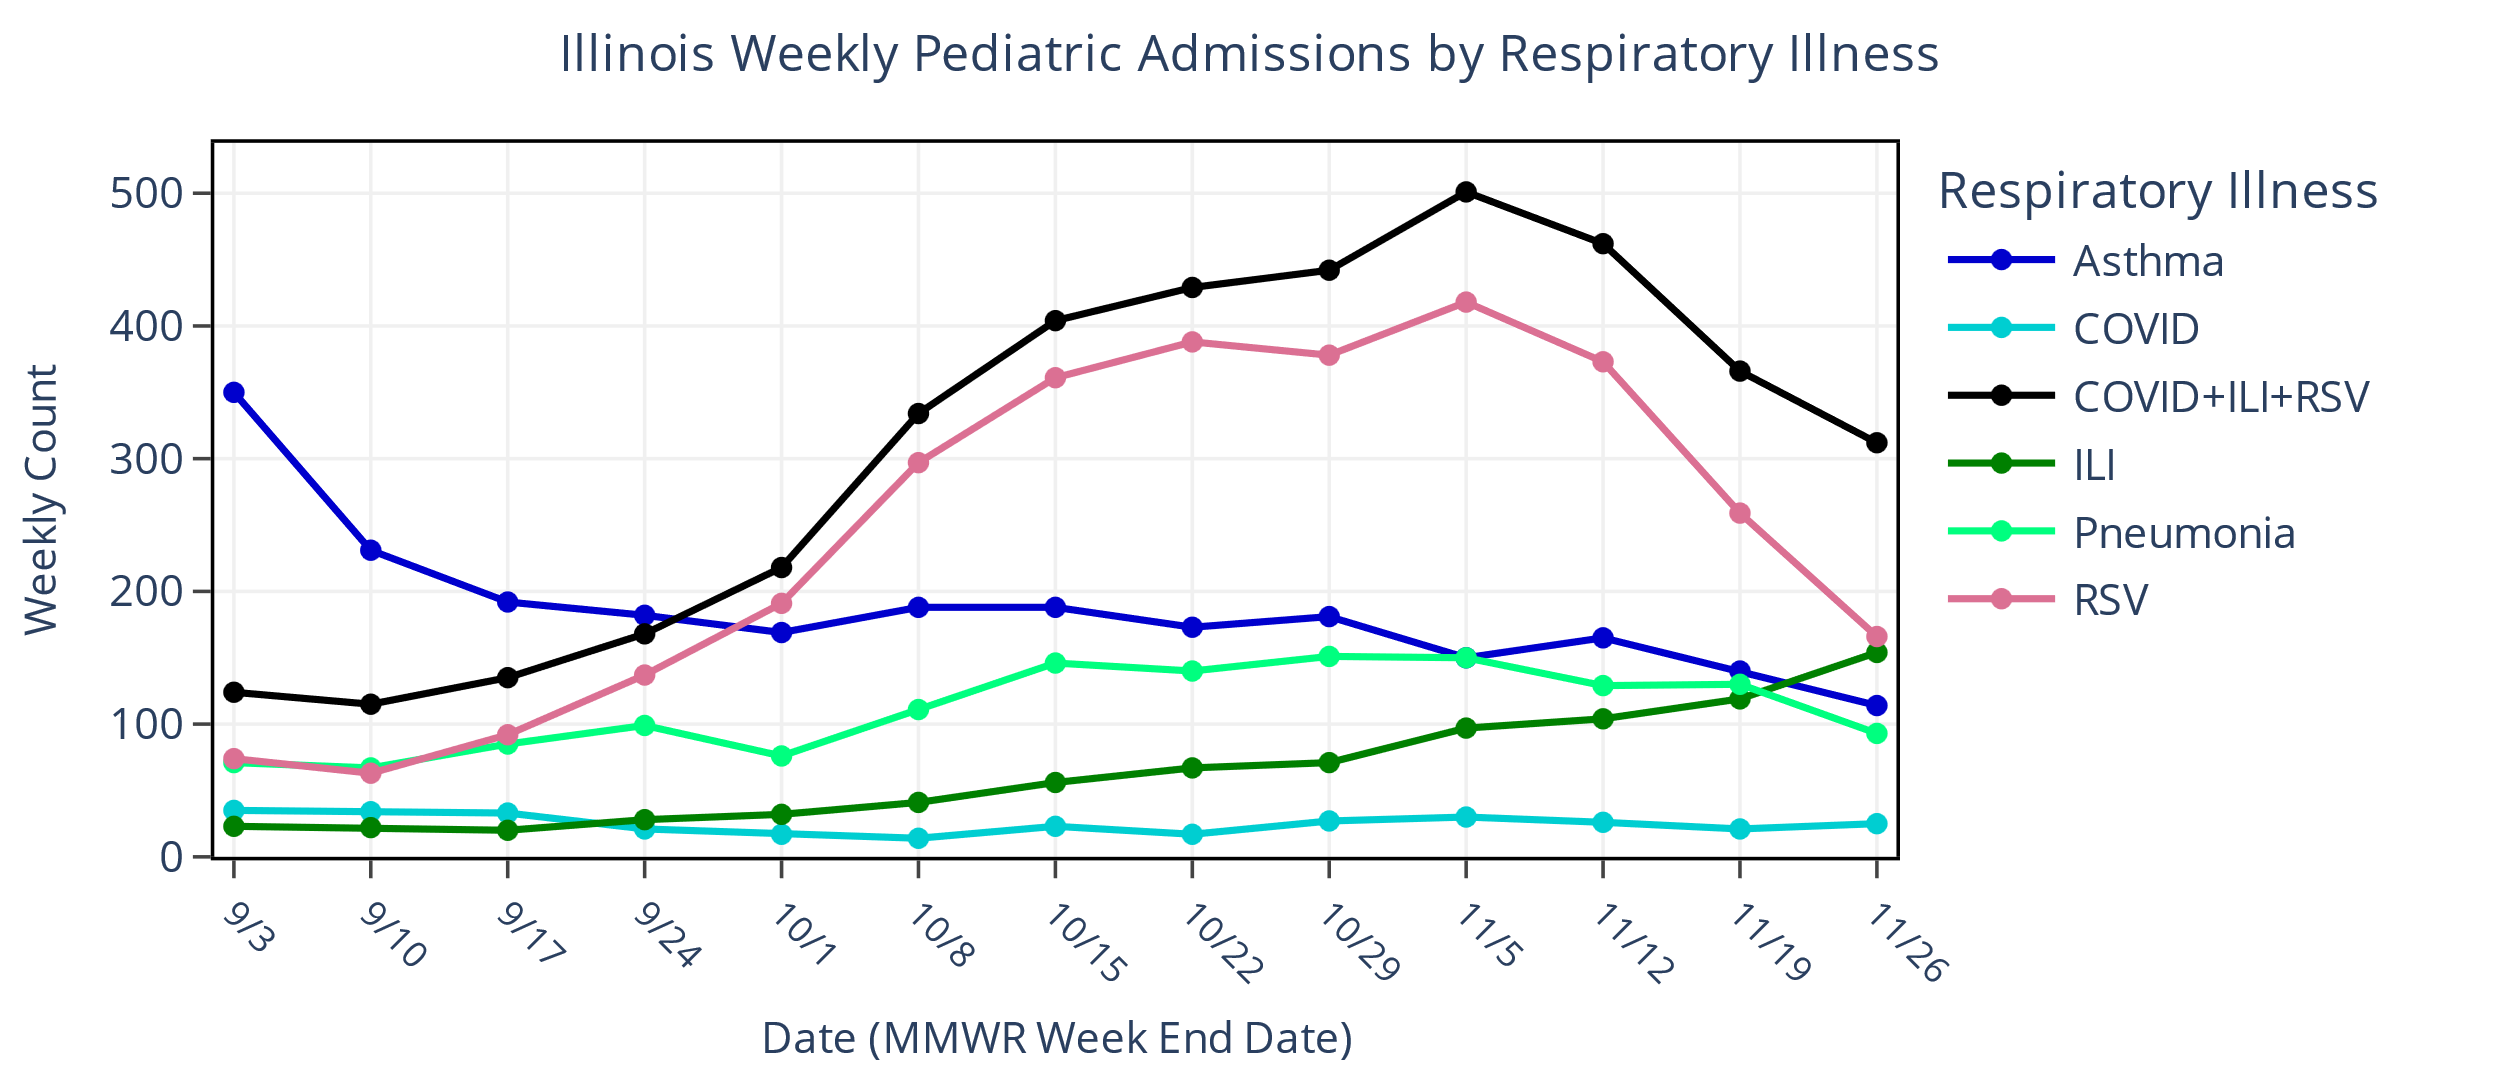 Illinois Weekly Pediatric Admissions by Respiratory Illness
500
400
300
200
100
0
Weekly Count
9/3
9/10
9/17
9/24
10/1
10/8
10/15
10/22
10/29
11/5
11/12
11/19
11/26
Date (MMWR Week End Date)
Respiratory Illness
Asthma
COVID
COVID+ILI+RSV
ILI
Pneumonia
RSV